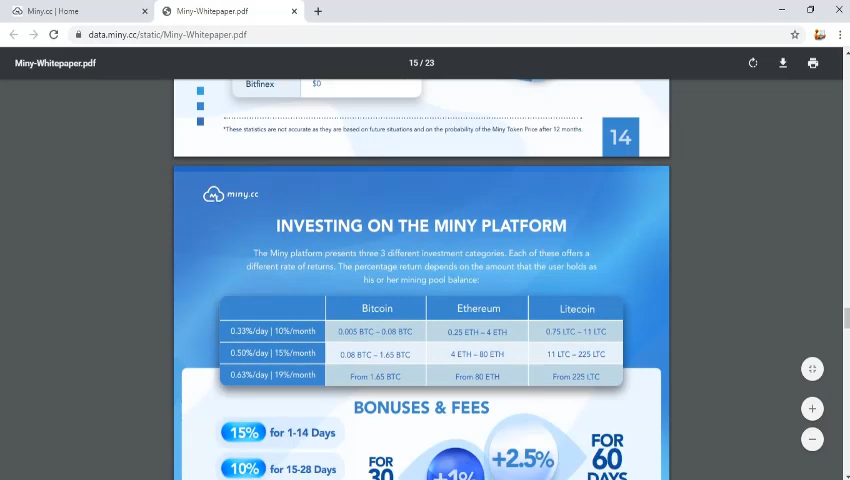 Miny.cc | Home
Miny-Whitepaper.pdf
data.miny.cc/static/Miny-Whitepaper.pdf
Miny-Whitepaper.pdf
15 / 23
Bitfinex $0
*These statistics are not accurate as they are based on future situations and on the probability of the Miny Token Price after 12 months.
14
miny.cc
INVESTING ON THE MINY PLATFORM
The Miny platform presents three 3 different investment categories. Each of these offers a
different rate of returns. The percentage return depends on the amount that the user holds as
his or her mining pool balance:
Bitcoin Ethereum Litecoin
0.33%/day | 10%/month 0.005 BTC – 0.08 BTC 0.25 ETH – 4 ETH 0.75 LTC – 11 LTC
0.50%/day | 15%/month 0.08 BTC – 1.65 BTC 4 ETH – 80 ETH 11 LTC – 225 LTC
0.63%/day | 19%/month From 1.65 BTC From 80 ETH From 225 LTC
BONUSES & FEES
15% for 1-14 Days
10% for 15-28 Days
FOR
30
+1%
+2.5%
FOR
60
DAYS